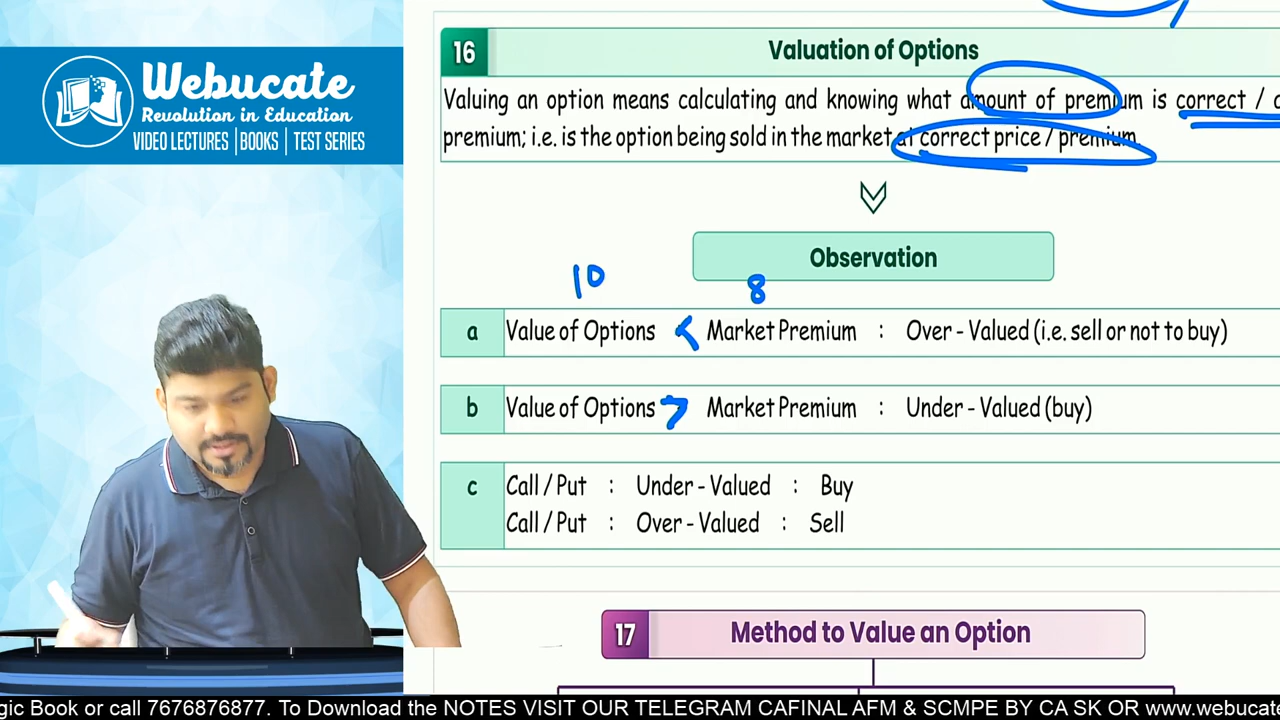 Webucate
Revolution in Education
VIDEO LECTURES | BOOKS | TEST SERIES
16 Valuation of Options
Valuing an option means calculating and knowing what amount of premium is correct /
premium; i.e. is the option being sold in the market at correct price / premium.
Observation
10 8
a Value of Options < Market Premium : Over - Valued (i.e. sell or not to buy)
b Value of Options > Market Premium : Under - Valued (buy)
c Call / Put : Under - Valued : Buy
Call / Put : Over - Valued : Sell
17 Method to Value an Option
gic Book or call 7676876877. To Download the NOTES VISIT OUR TELEGRAM CAFINAL AFM & SCMPE BY CA SK OR www.webucate